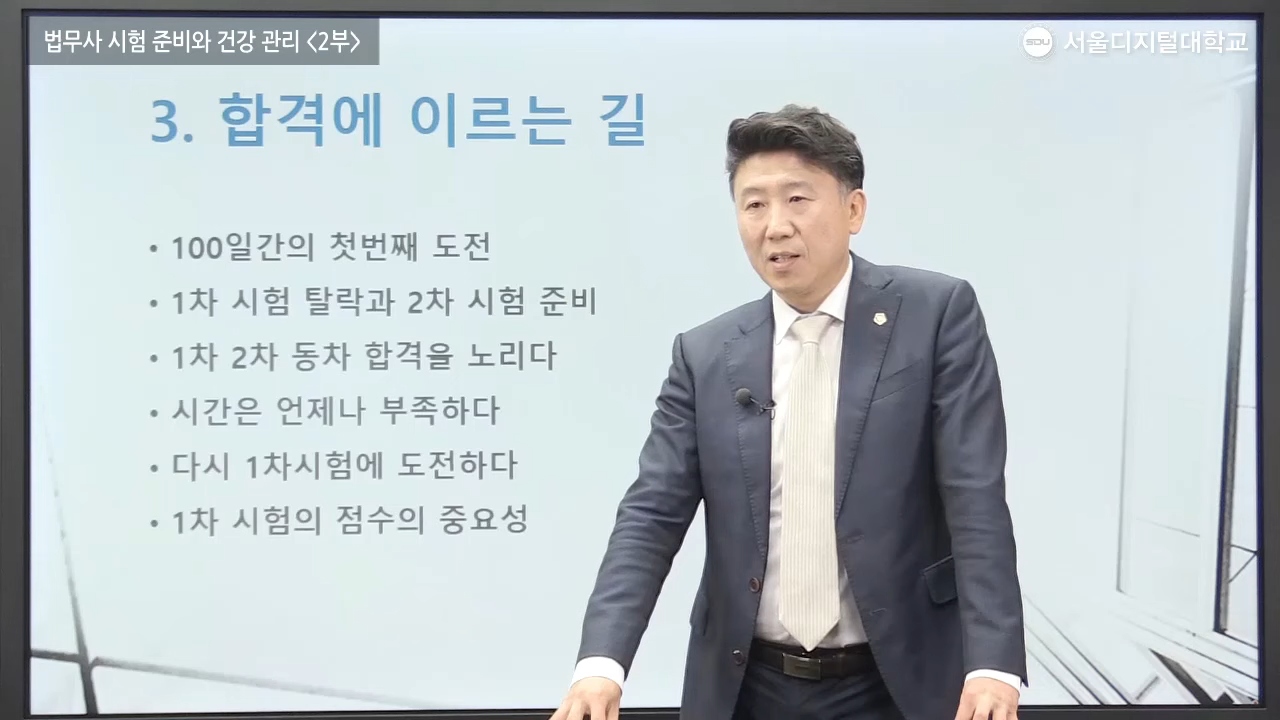 법무사 시험 준비와 건강 관리 <2부>
SDU 서울디지털대학교
3. 합격에 이르는 길
• 100일간의 첫번째 도전
• 1차 시험 탈락과 2차 시험 준비
• 1차 2차 동차 합격을 노리다
• 시간은 언제나 부족하다
• 다시 1차시험에 도전하다
• 1차 시험의 점수의 중요성